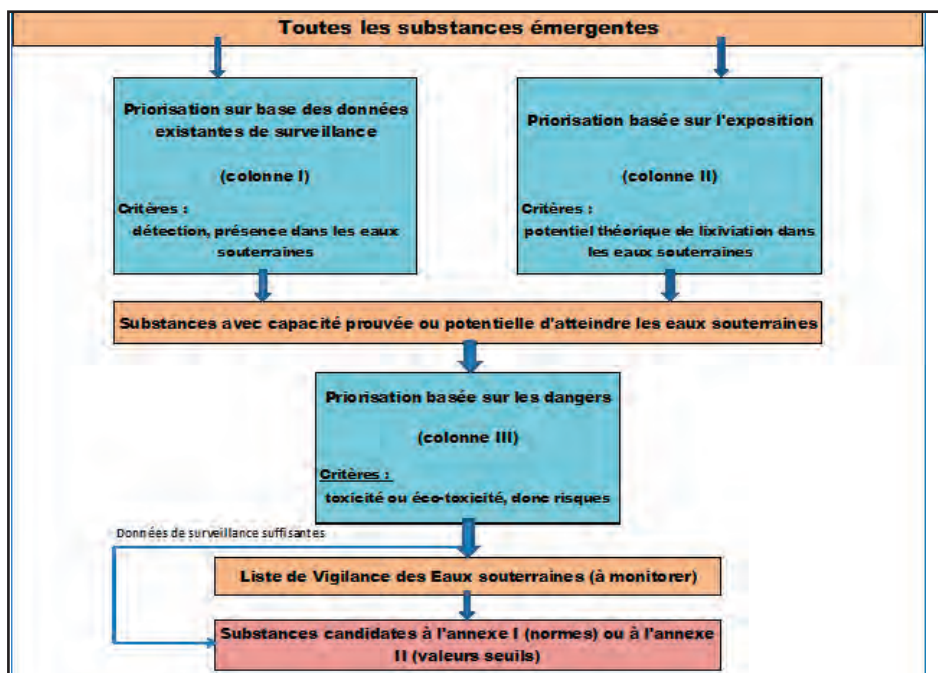 Toutes les substances émergentes
Priorisation sur base des données
existantes de surveillance
(colonne I)
Critères :
détection, présence dans les eaux
souterraines
Priorisation basée sur l'exposition
(colonne II)
Critères :
potentiel théorique de lixiviation dans
les eaux souterraines
Substances avec capacité prouvée ou potentielle d'atteindre les eaux souterraines
Priorisation basée sur les dangers
(colonne III)
Critères :
toxicité ou éco-toxicité, donc risques
Données de surveillance suffisantes
Liste de Vigilance des Eaux souterraines (à monitorer)
Substances candidates à l'annexe I (normes) ou à l'annexe
II (valeurs seuils)